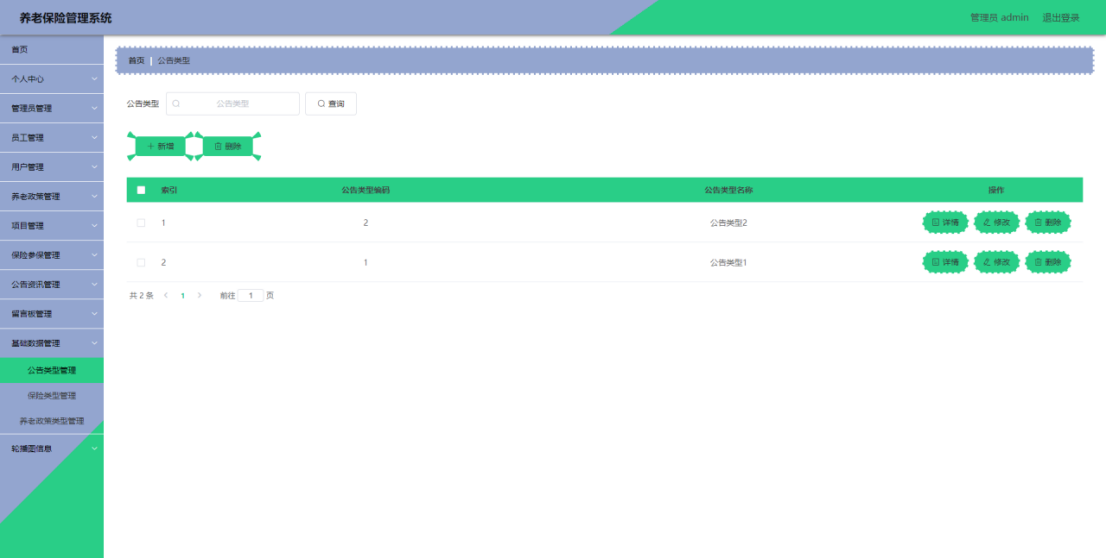 养老保险管理系统
管理员 admin 退出登录
首页
个人中心
管理员管理
员工管理
用户管理
养老政策管理
项目管理
保险参保管理
公告资讯管理
留言板管理
基础数据管理
公告类型管理
保险类型管理
养老政策类型管理
轮播图信息
首页 公告类型
公告类型 公告类型 查询
新增 删除
索引 公告类型编码 公告类型名称 操作
1 2 公告类型2 详情 修改 删除
2 1 公告类型1 详情 修改 删除
共 2 条 < 1 > 前往 1 页